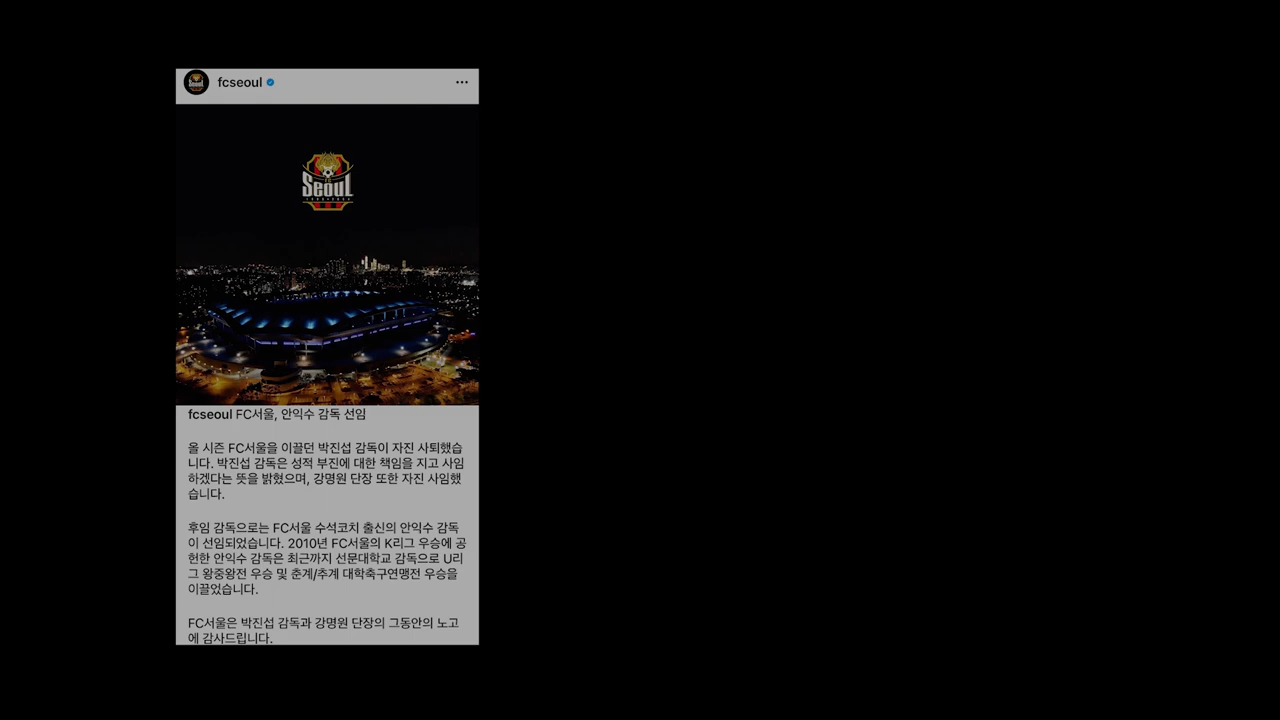 fcseoul
FC
Seoul
fcseoul FC서울, 안익수 감독 선임
올 시즌 FC서울을 이끌던 박진섭 감독이 자진 사퇴했습
니다. 박진섭 감독은 성적 부진에 대한 책임을 지고 사임
하겠다는 뜻을 밝혔으며, 강명원 단장 또한 자진 사임했
습니다.
후임 감독으로는 FC서울 수석코치 출신의 안익수 감독
이 선임되었습니다. 2010년 FC서울의 K리그 우승에 공
헌한 안익수 감독은 최근까지 선문대학교 감독으로 U리
그 왕중왕전 우승 및 춘계/추계 대학축구연맹전 우승을
이끌었습니다.
FC서울은 박진섭 감독과 강명원 단장의 그동안의 노고
에 감사드립니다.